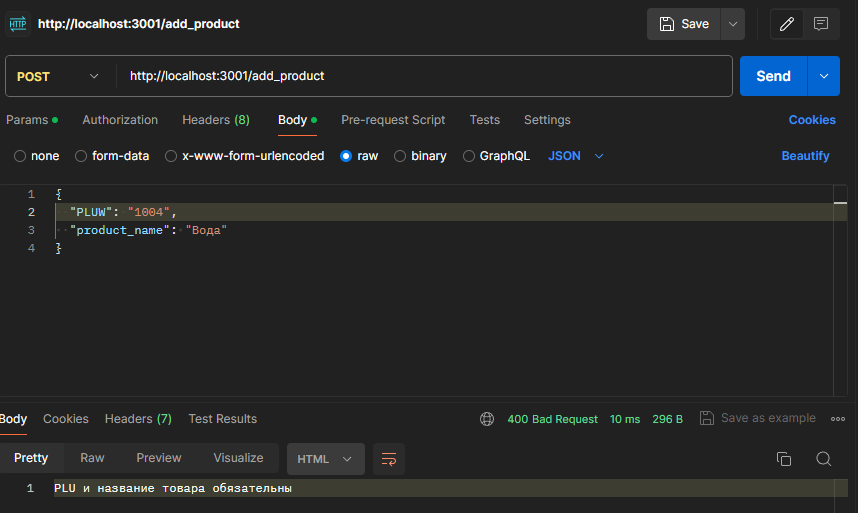 HTTP http://localhost:3001/add_product Save
POST http://localhost:3001/add_product Send
Params Authorization Headers (8) Body Pre-request Script Tests Settings Cookies
none form-data x-www-form-urlencoded raw binary GraphQL JSON Beautify
1 {
2 "PLUW": "1004",
3 "product_name": "Вода"
4 }
Body Cookies Headers (7) Test Results 400 Bad Request 10 ms 296 B Save as example
Pretty Raw Preview Visualize HTML
1 PLU и название товара обязательны